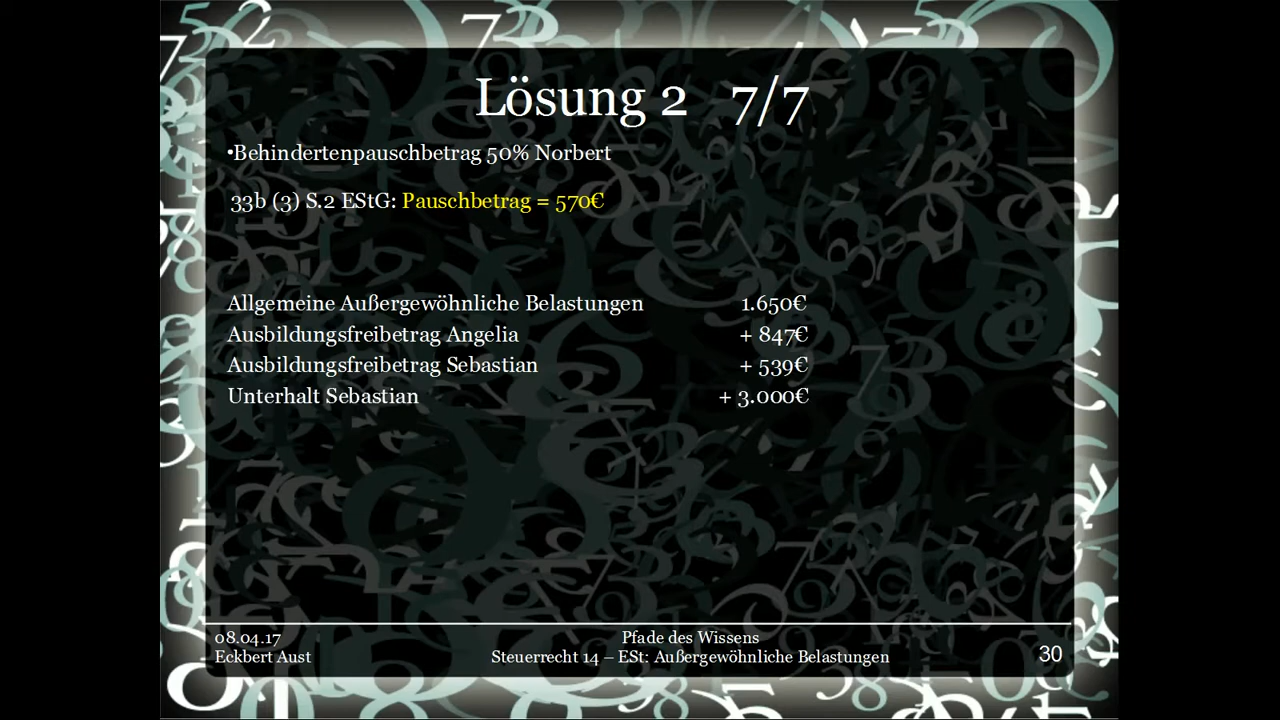 Lösung 2 7/7
•Behindertenpauschbetrag 50% Norbert
33b (3) S.2 EStG: Pauschbetrag = 570€
Allgemeine Außergewöhnliche Belastungen 1.650€
Ausbildungsfreibetrag Angelia + 847€
Ausbildungsfreibetrag Sebastian + 539€
Unterhalt Sebastian + 3.000€
08.04.17 Pfade des Wissens
Eckbert Aust Steuerrecht 14 – ESt: Außergewöhnliche Belastungen 30